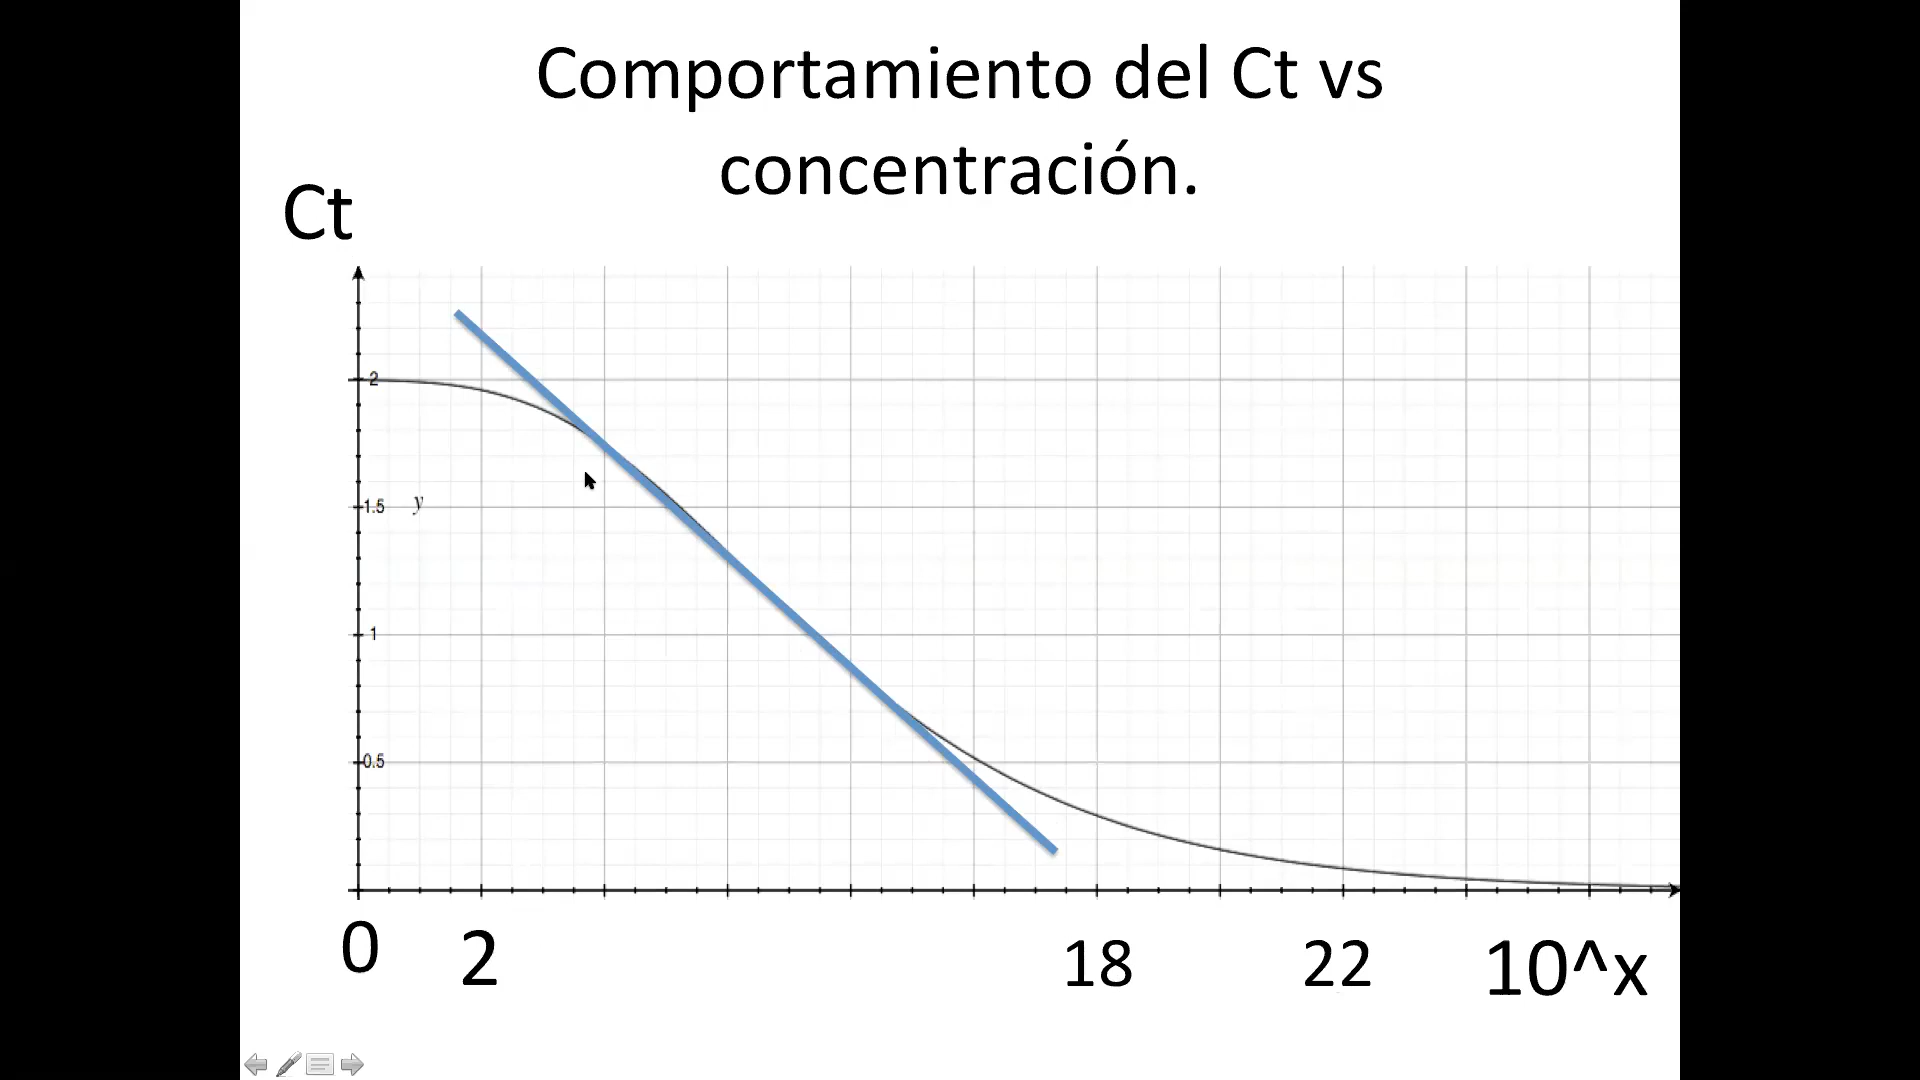 Comportamiento del Ct vs
concentración.
Ct
2
1.5
y
1
0.5
0 2 18 22 10^x